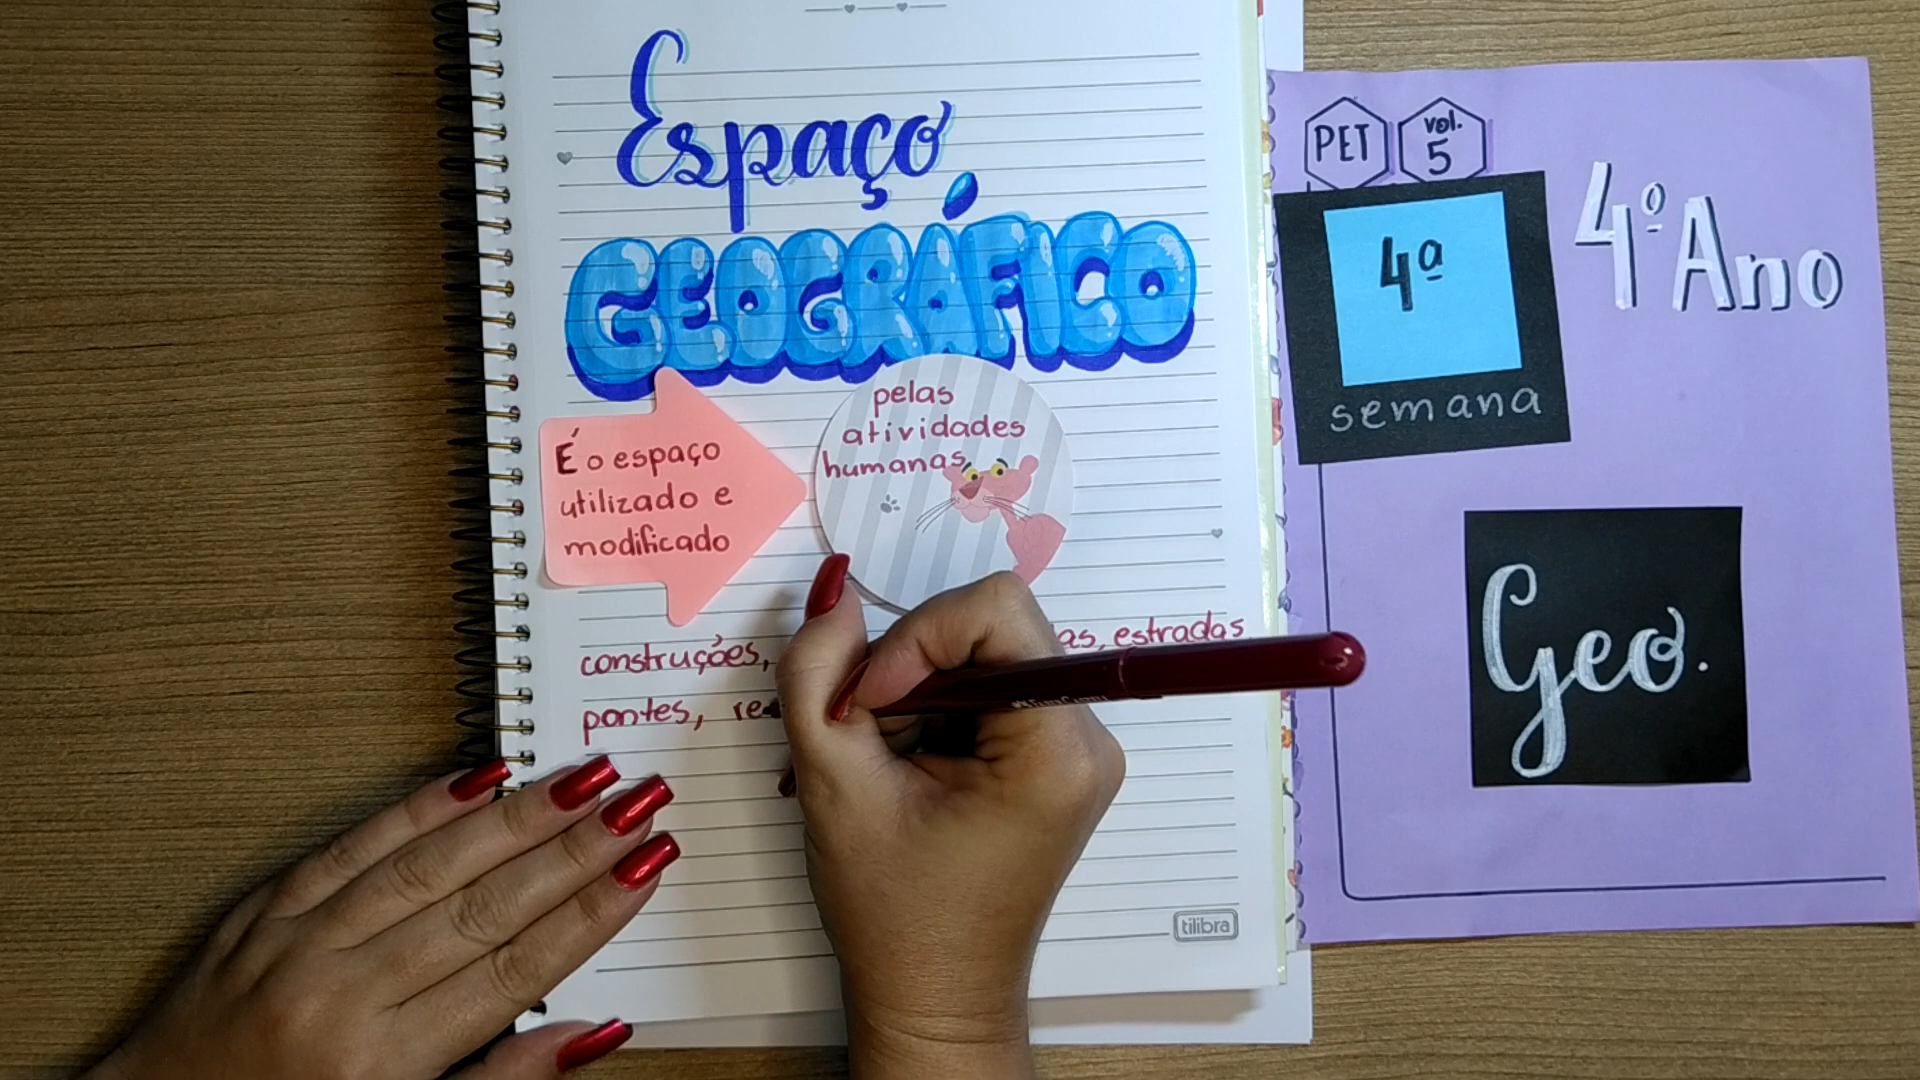 Espaço
GEOGRÁFICO
É o espaço
utilizado e
modificado
pelas
atividades
humanas
construções,
estradas
pontes,
tilibra
PET
vol.
5
4ª
semana
4º Ano
Geo.